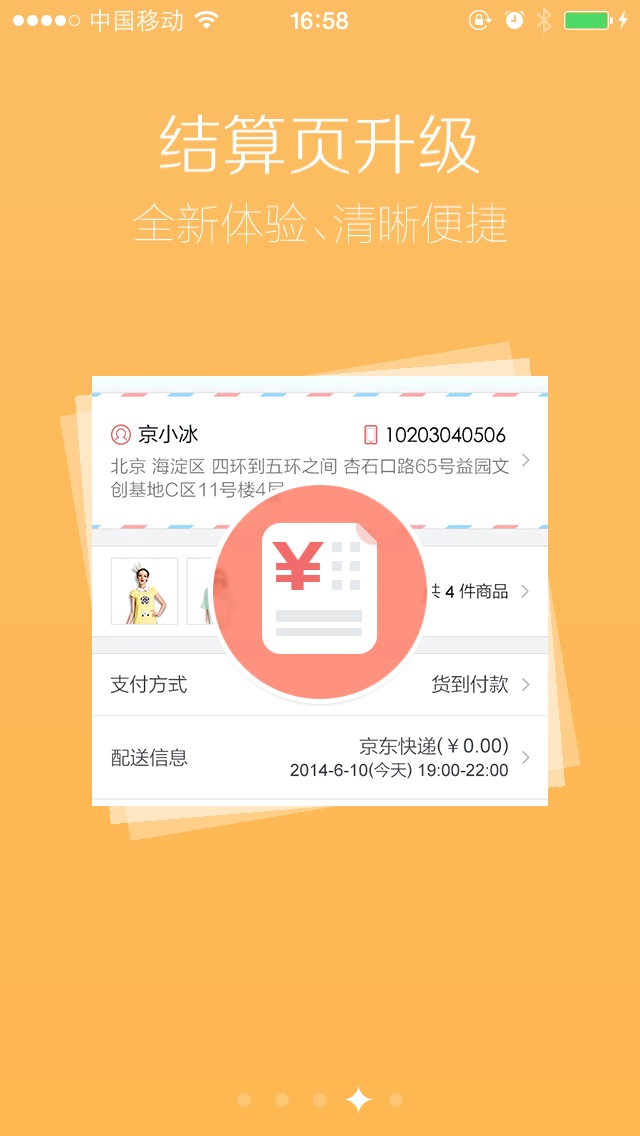 中国移动
16:58
结算页升级
全新体验、清晰便捷
京小冰
10203040506
北京 海淀区 四环到五环之间 杏石口路65号益园文
创基地C区11号楼4层
¥
共 4 件商品
支付方式
货到付款
配送信息
京东快递(¥0.00)
2014-6-10(今天) 19:00-22:00